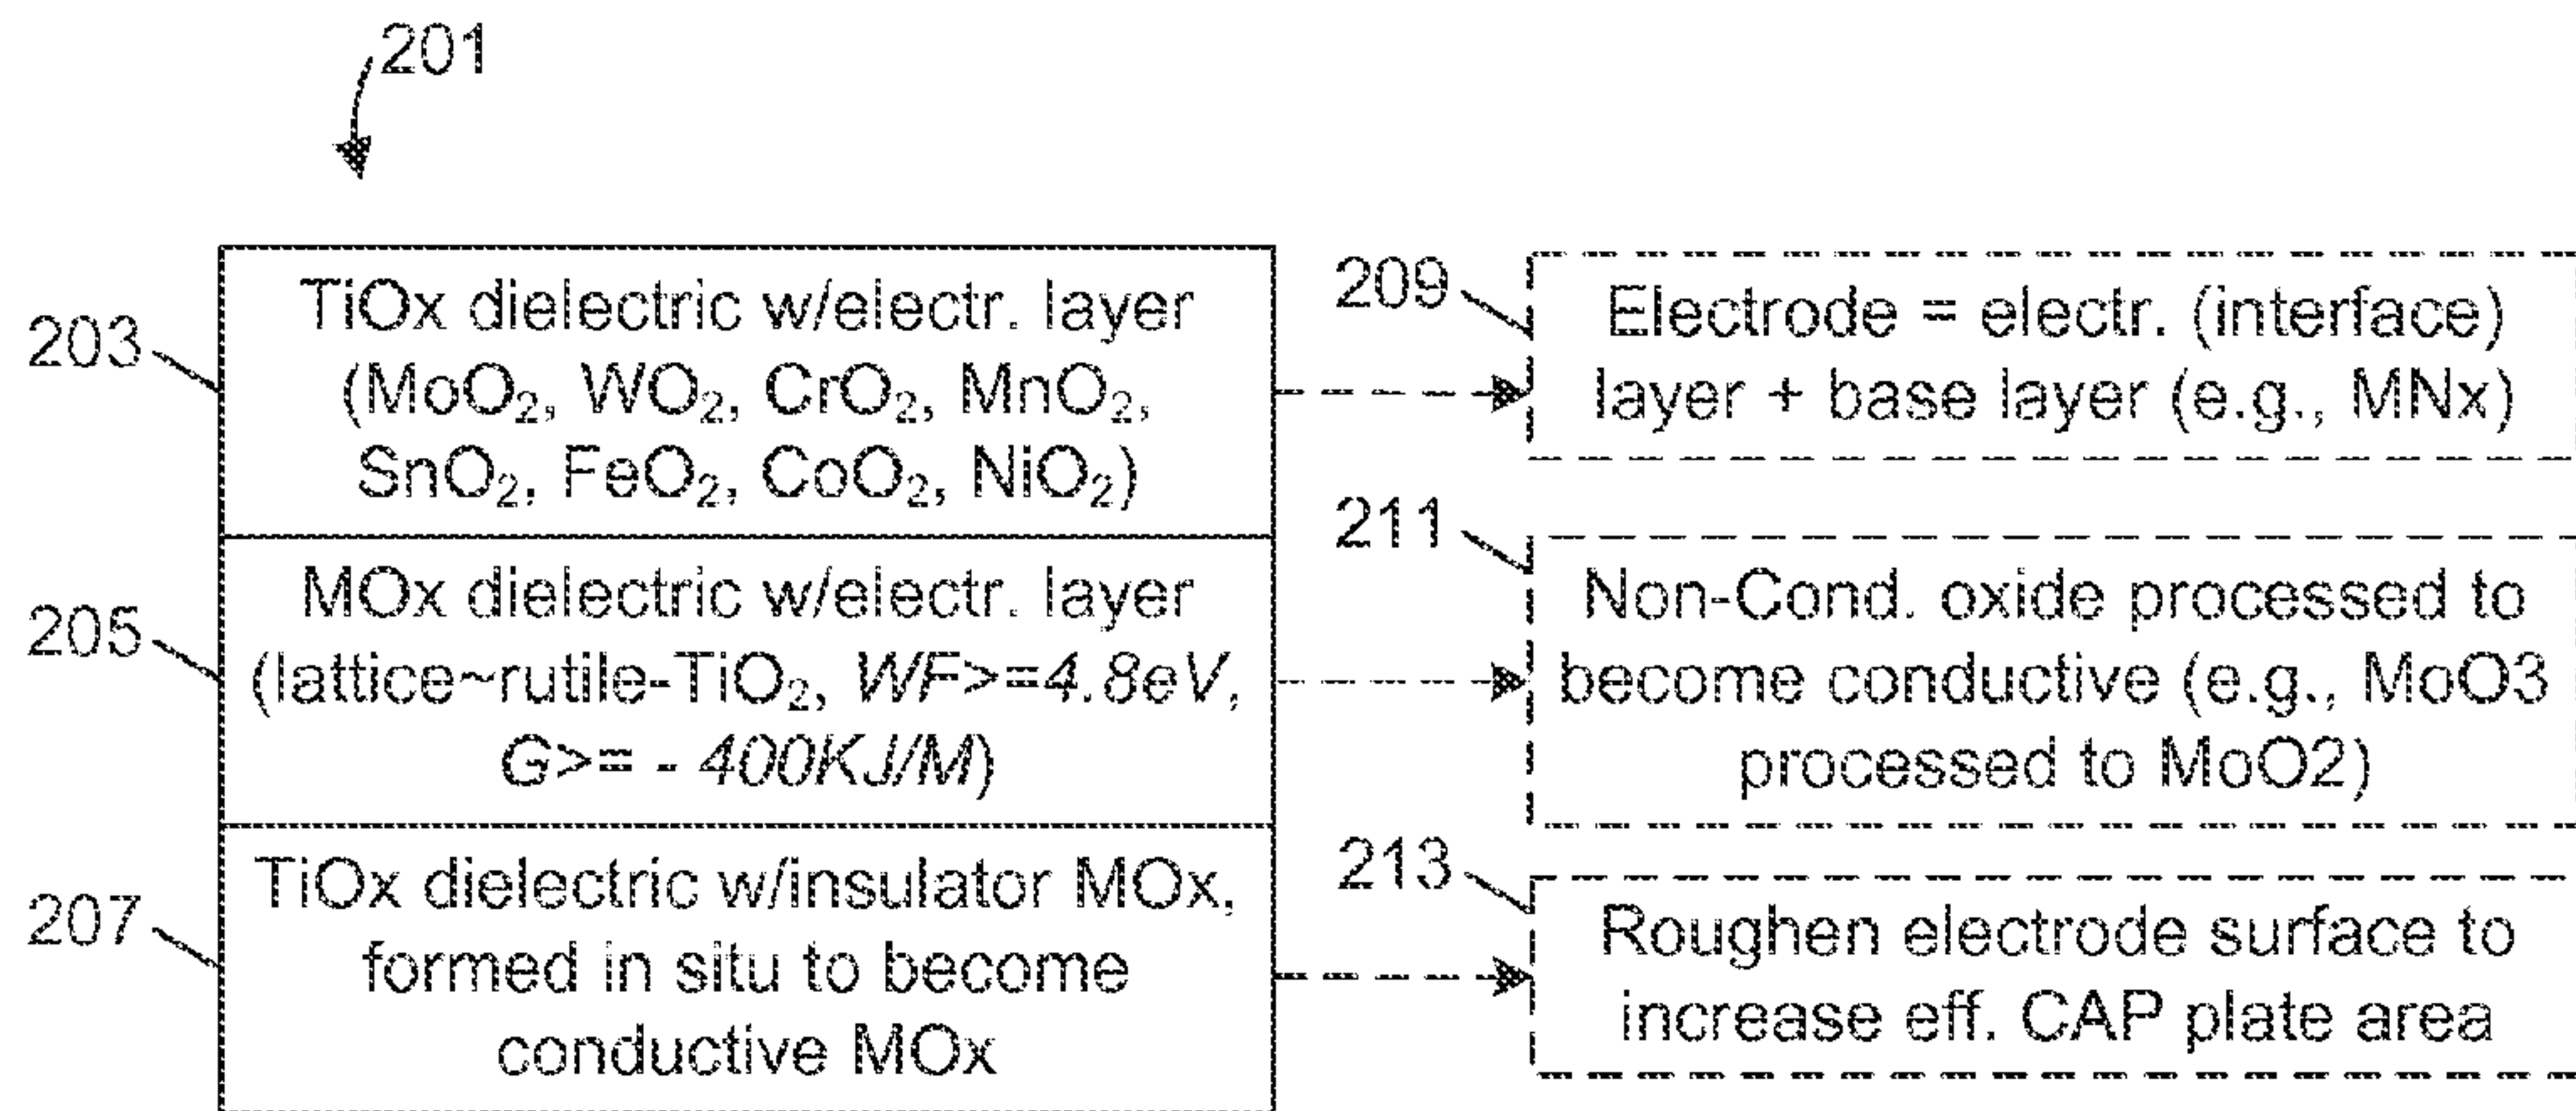 201
203
TiOx dielectric w/electr. layer
(MoO₂, WO₂, CrO₂, MnO₂,
SnO₂, FeO₂, CoO₂, NiO₂)
209
Electrode = electr. (interface)
layer + base layer (e.g., MNx)
205
MOx dielectric w/electr. layer
(lattice~rutile-TiO₂, WF>=4.8eV,
G>= - 400KJ/M)
211
Non-Cond. oxide processed to
become conductive (e.g., MoO3
processed to MoO2)
207
TiOx dielectric w/insulator MOx,
formed in situ to become
conductive MOx
213
Roughen electrode surface to
increase eff. CAP plate area